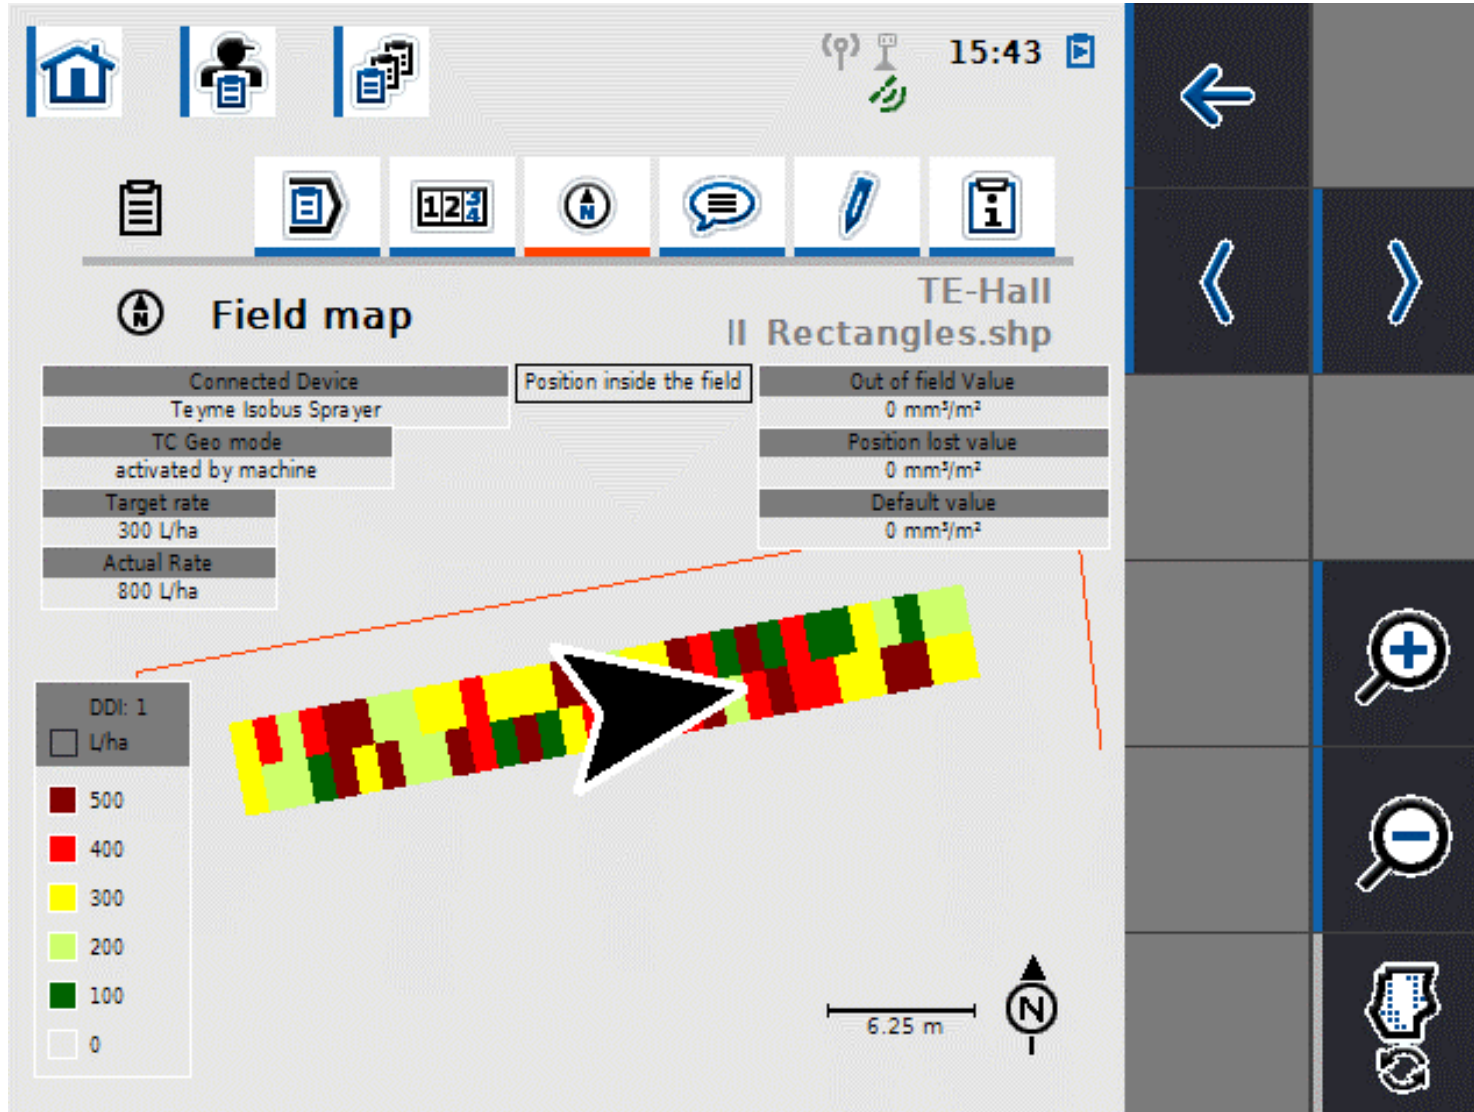 15:43
123
4
N
i
N
Field map
TE-Hall
II Rectangles.shp
Connected Device
Teyme Isobus Sprayer
TC Geo mode
activated by machine
Target rate
300 L/ha
Actual Rate
800 L/ha
Position inside the field
Out of field Value
0 mm³/m²
Position lost value
0 mm³/m²
Default value
0 mm³/m²
DDI: 1
L/ha
500
400
300
200
100
0
6.25 m
N